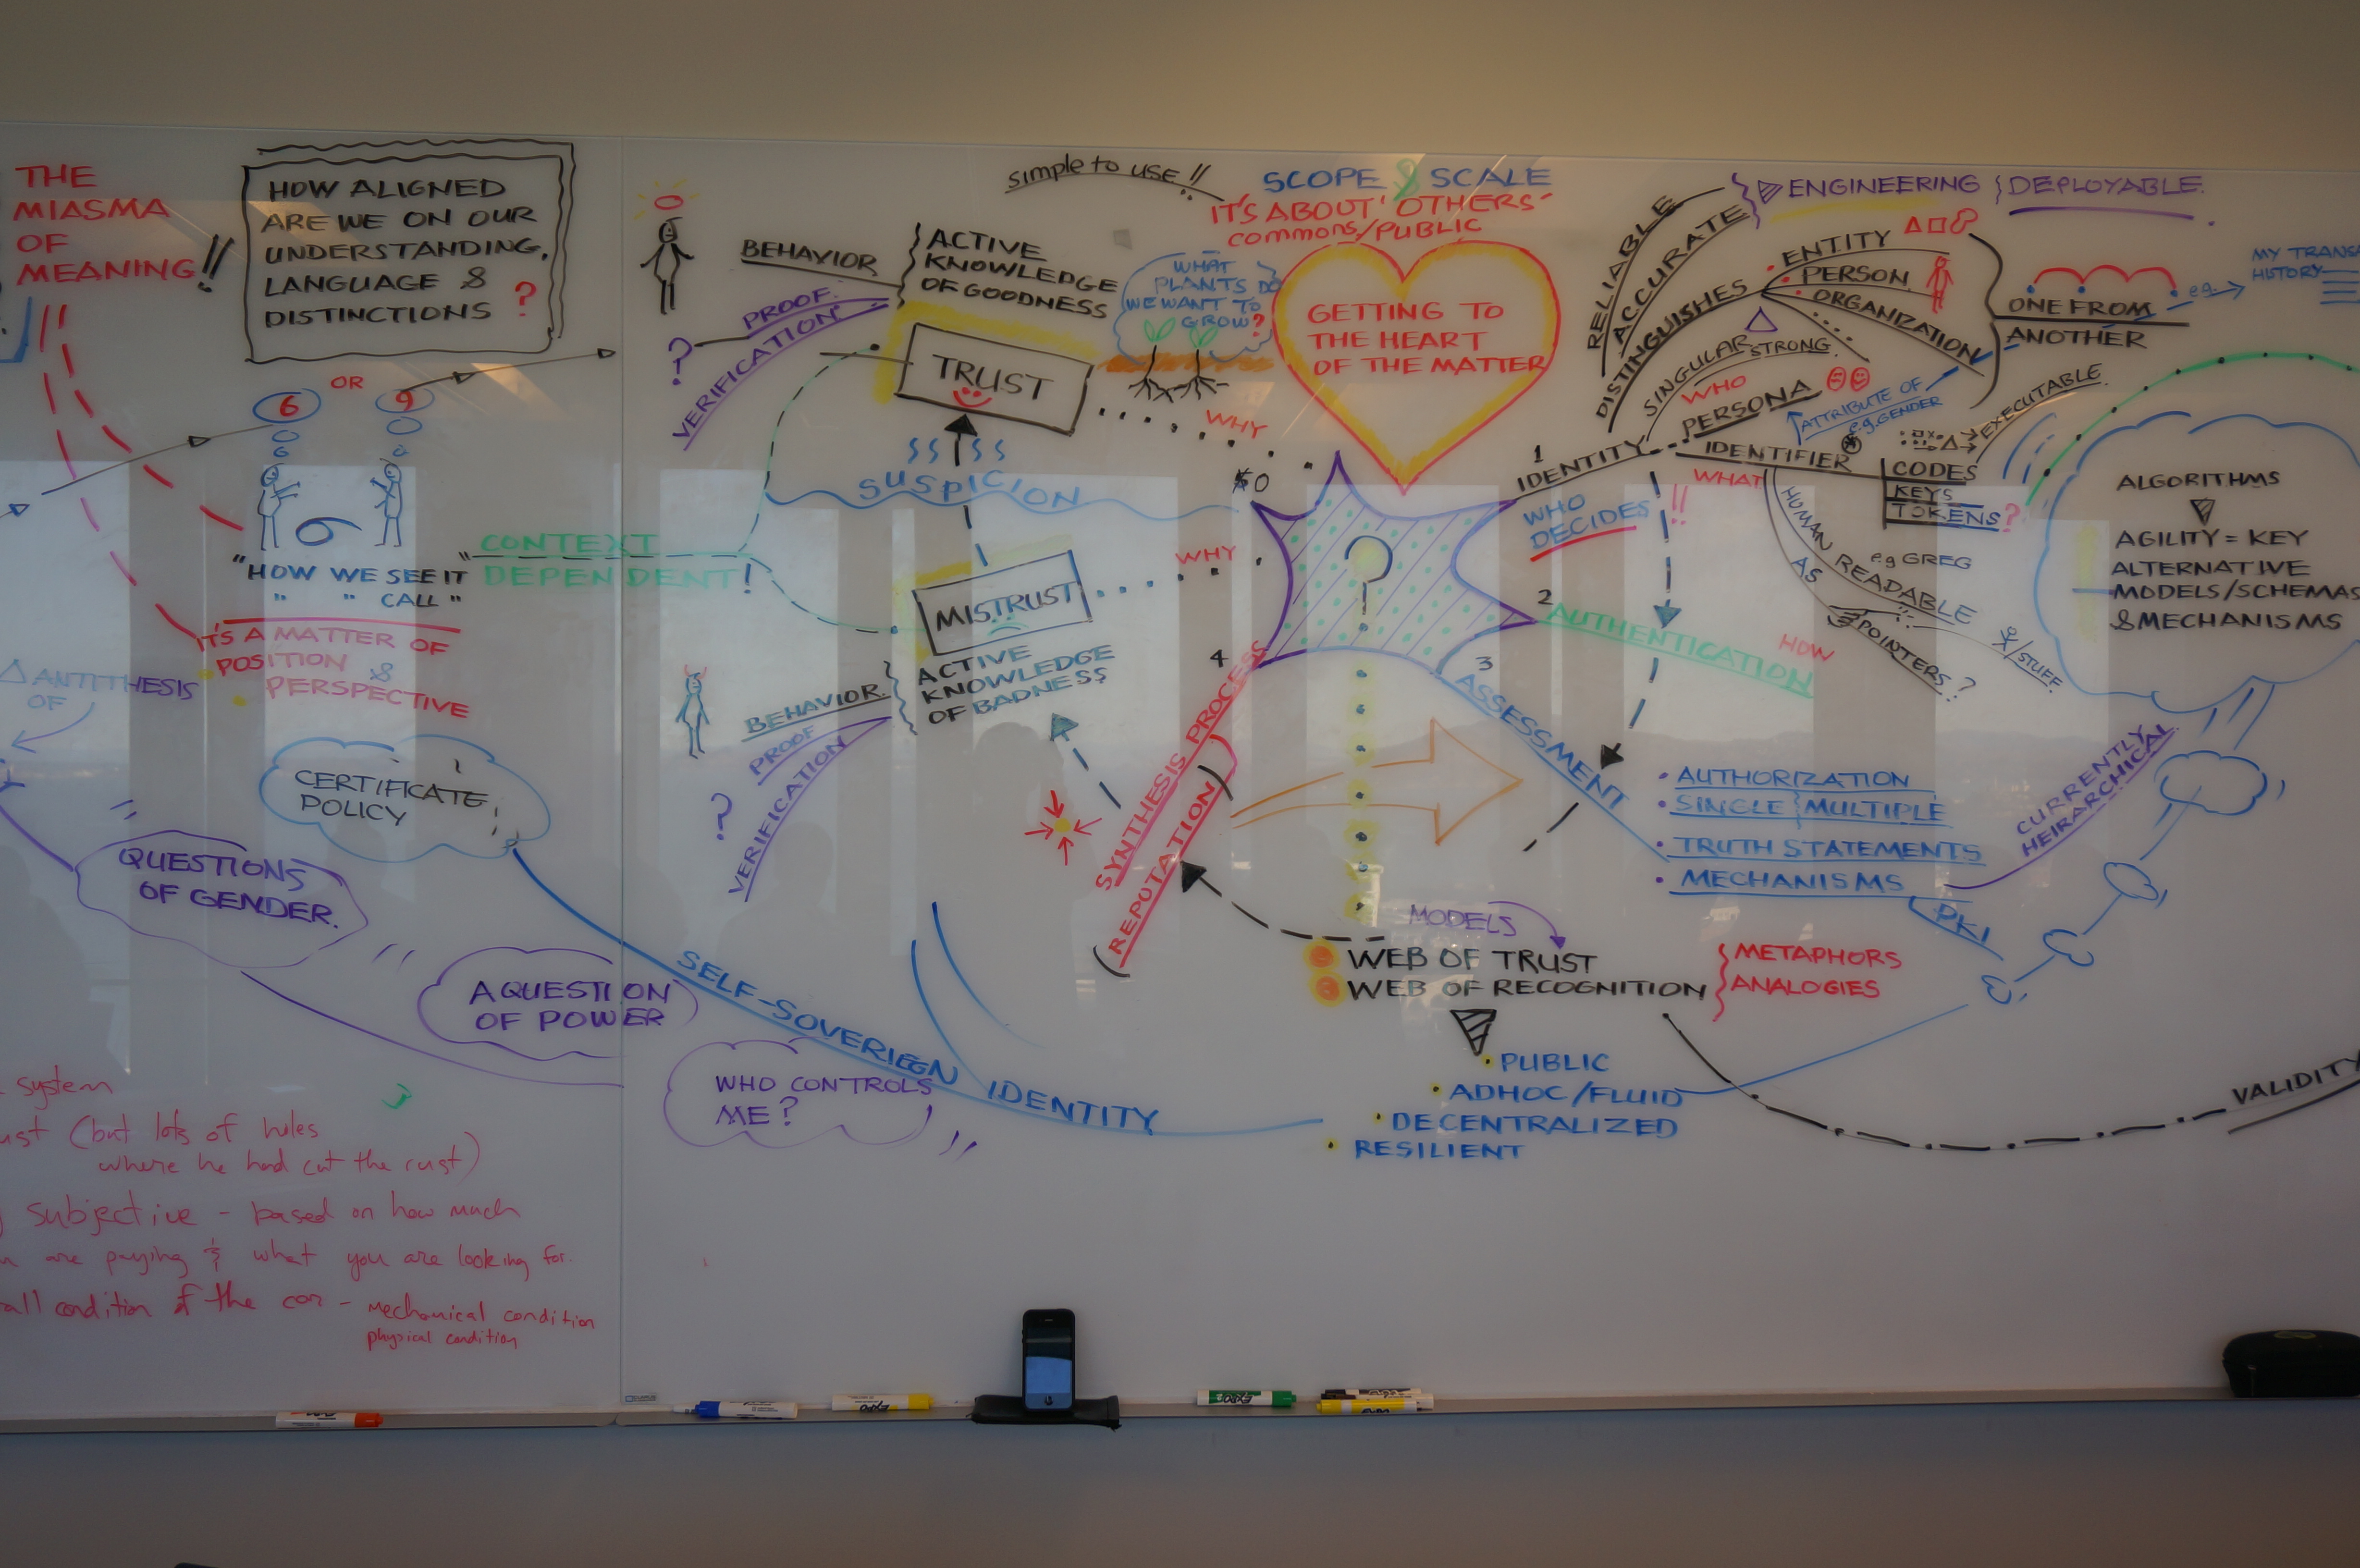 THE
MIASMA
OF
MEANING!!
HOW ALIGNED
ARE WE ON OUR
UNDERSTANDING,
LANGUAGE &
DISTINCTIONS ?
6 OR 9
6
"HOW WE SEE IT"
" " CALL "
IT'S A MATTER OF
POSITION &
PERSPECTIVE
△ ANTITHESIS
OF
CERTIFICATE
POLICY
QUESTIONS
OF GENDER.
A QUESTION
OF POWER
WHO CONTROLS
ME?
SELF-SOVERIEGN IDENTITY
system
(but lots of holes
where he had cut the rust)
subjective - based on how much
are paying & what you are looking for.
condition of the car - mechanical condition
physical condition
CONTEXT
DEPENDENT!
simple to use!!
BEHAVIOR
ACTIVE
KNOWLEDGE
OF GOODNESS
PROOF
VERIFICATION
?
TRUST
SUSPICION
MISTRUST
ACTIVE
KNOWLEDGE
OF BADNESS
BEHAVIOR
PROOF
VERIFICATION
?
WHAT
PLANTS DO
WE WANT TO
GROW?
WHY
WHY
SCOPE & SCALE
IT'S ABOUT 'OTHERS'
COMMONS/PUBLIC
GETTING TO
THE HEART
OF THE MATTER
1
IDENTITY
WHO
DECIDES !!
2
AUTHENTICATION
HOW
3
ASSESSMENT
4
SYNTHESIS PROCESS
(REPUTATION)
RELIABLE
ACCURATE
DISTINGUISHES
ENGINEERING } DEPLOYABLE
ENTITY
PERSON
ORGANIZATION
ONE FROM
ANOTHER
e.g.
HISTORY
SINGULAR
STRONG
WHO
PERSONA
ATTRIBUTE OF
e.g. GENDER
IDENTIFIER
WHAT
CODES
KEYS
TOKENS?
EXECUTABLE
HUMAN READABLE
e.g GREG
AS
POINTERS?
/STUFF
ALGORITHMS
AGILITY = KEY
ALTERNATIVE
MODELS/SCHEMAS
& MECHANISMS
CURRENTLY
HEIRARCHICAL
• AUTHORIZATION
• SINGLE } MULTIPLE
• TRUTH STATEMENTS
• MECHANISMS
PKI
MODELS
WEB OF TRUST
WEB OF RECOGNITION
METAPHORS
ANALOGIES
• PUBLIC
• ADHOC/FLUID
• DECENTRALIZED
• RESILIENT
VALIDITY
EXPO
EXPO